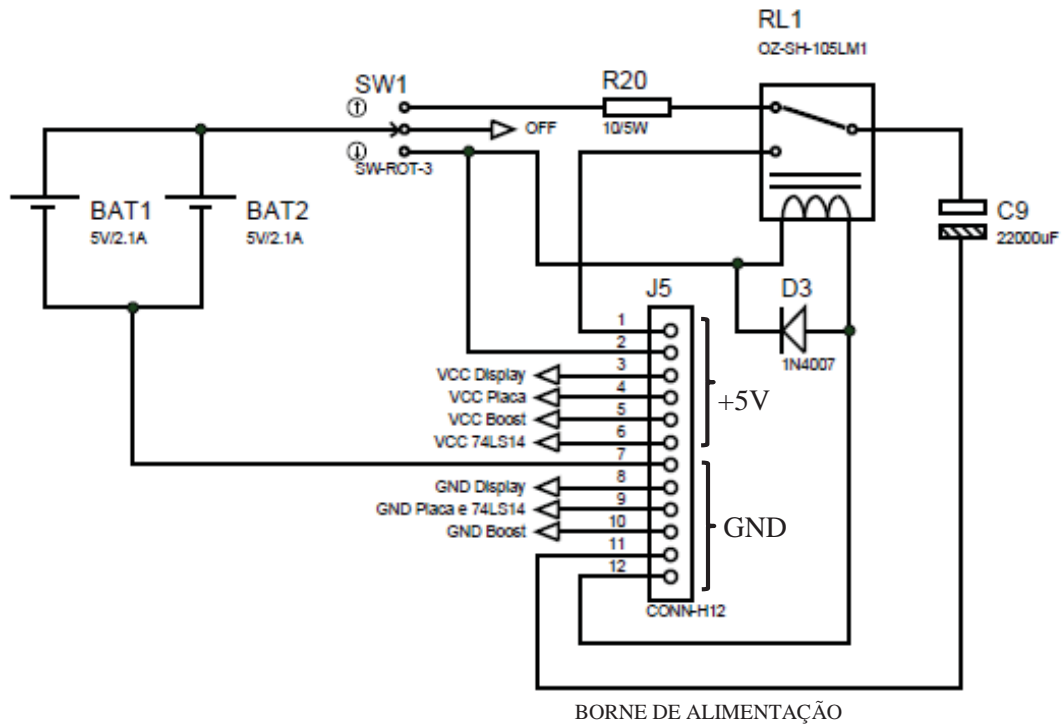 RL1
OZ-SH-105LM1
SW1
R20
10/5W
OFF
SW-ROT-3
BAT1
5V/2.1A
BAT2
5V/2.1A
C9
22000uF
J5
D3
1N4007
1
2
3
4
5
6
7
8
9
10
11
12
VCC Display
VCC Placa
VCC Boost
VCC 74LS14
GND Display
GND Placa e 74LS14
GND Boost
+5V
GND
CONN-H12
BORNE DE ALIMENTAÇÃO